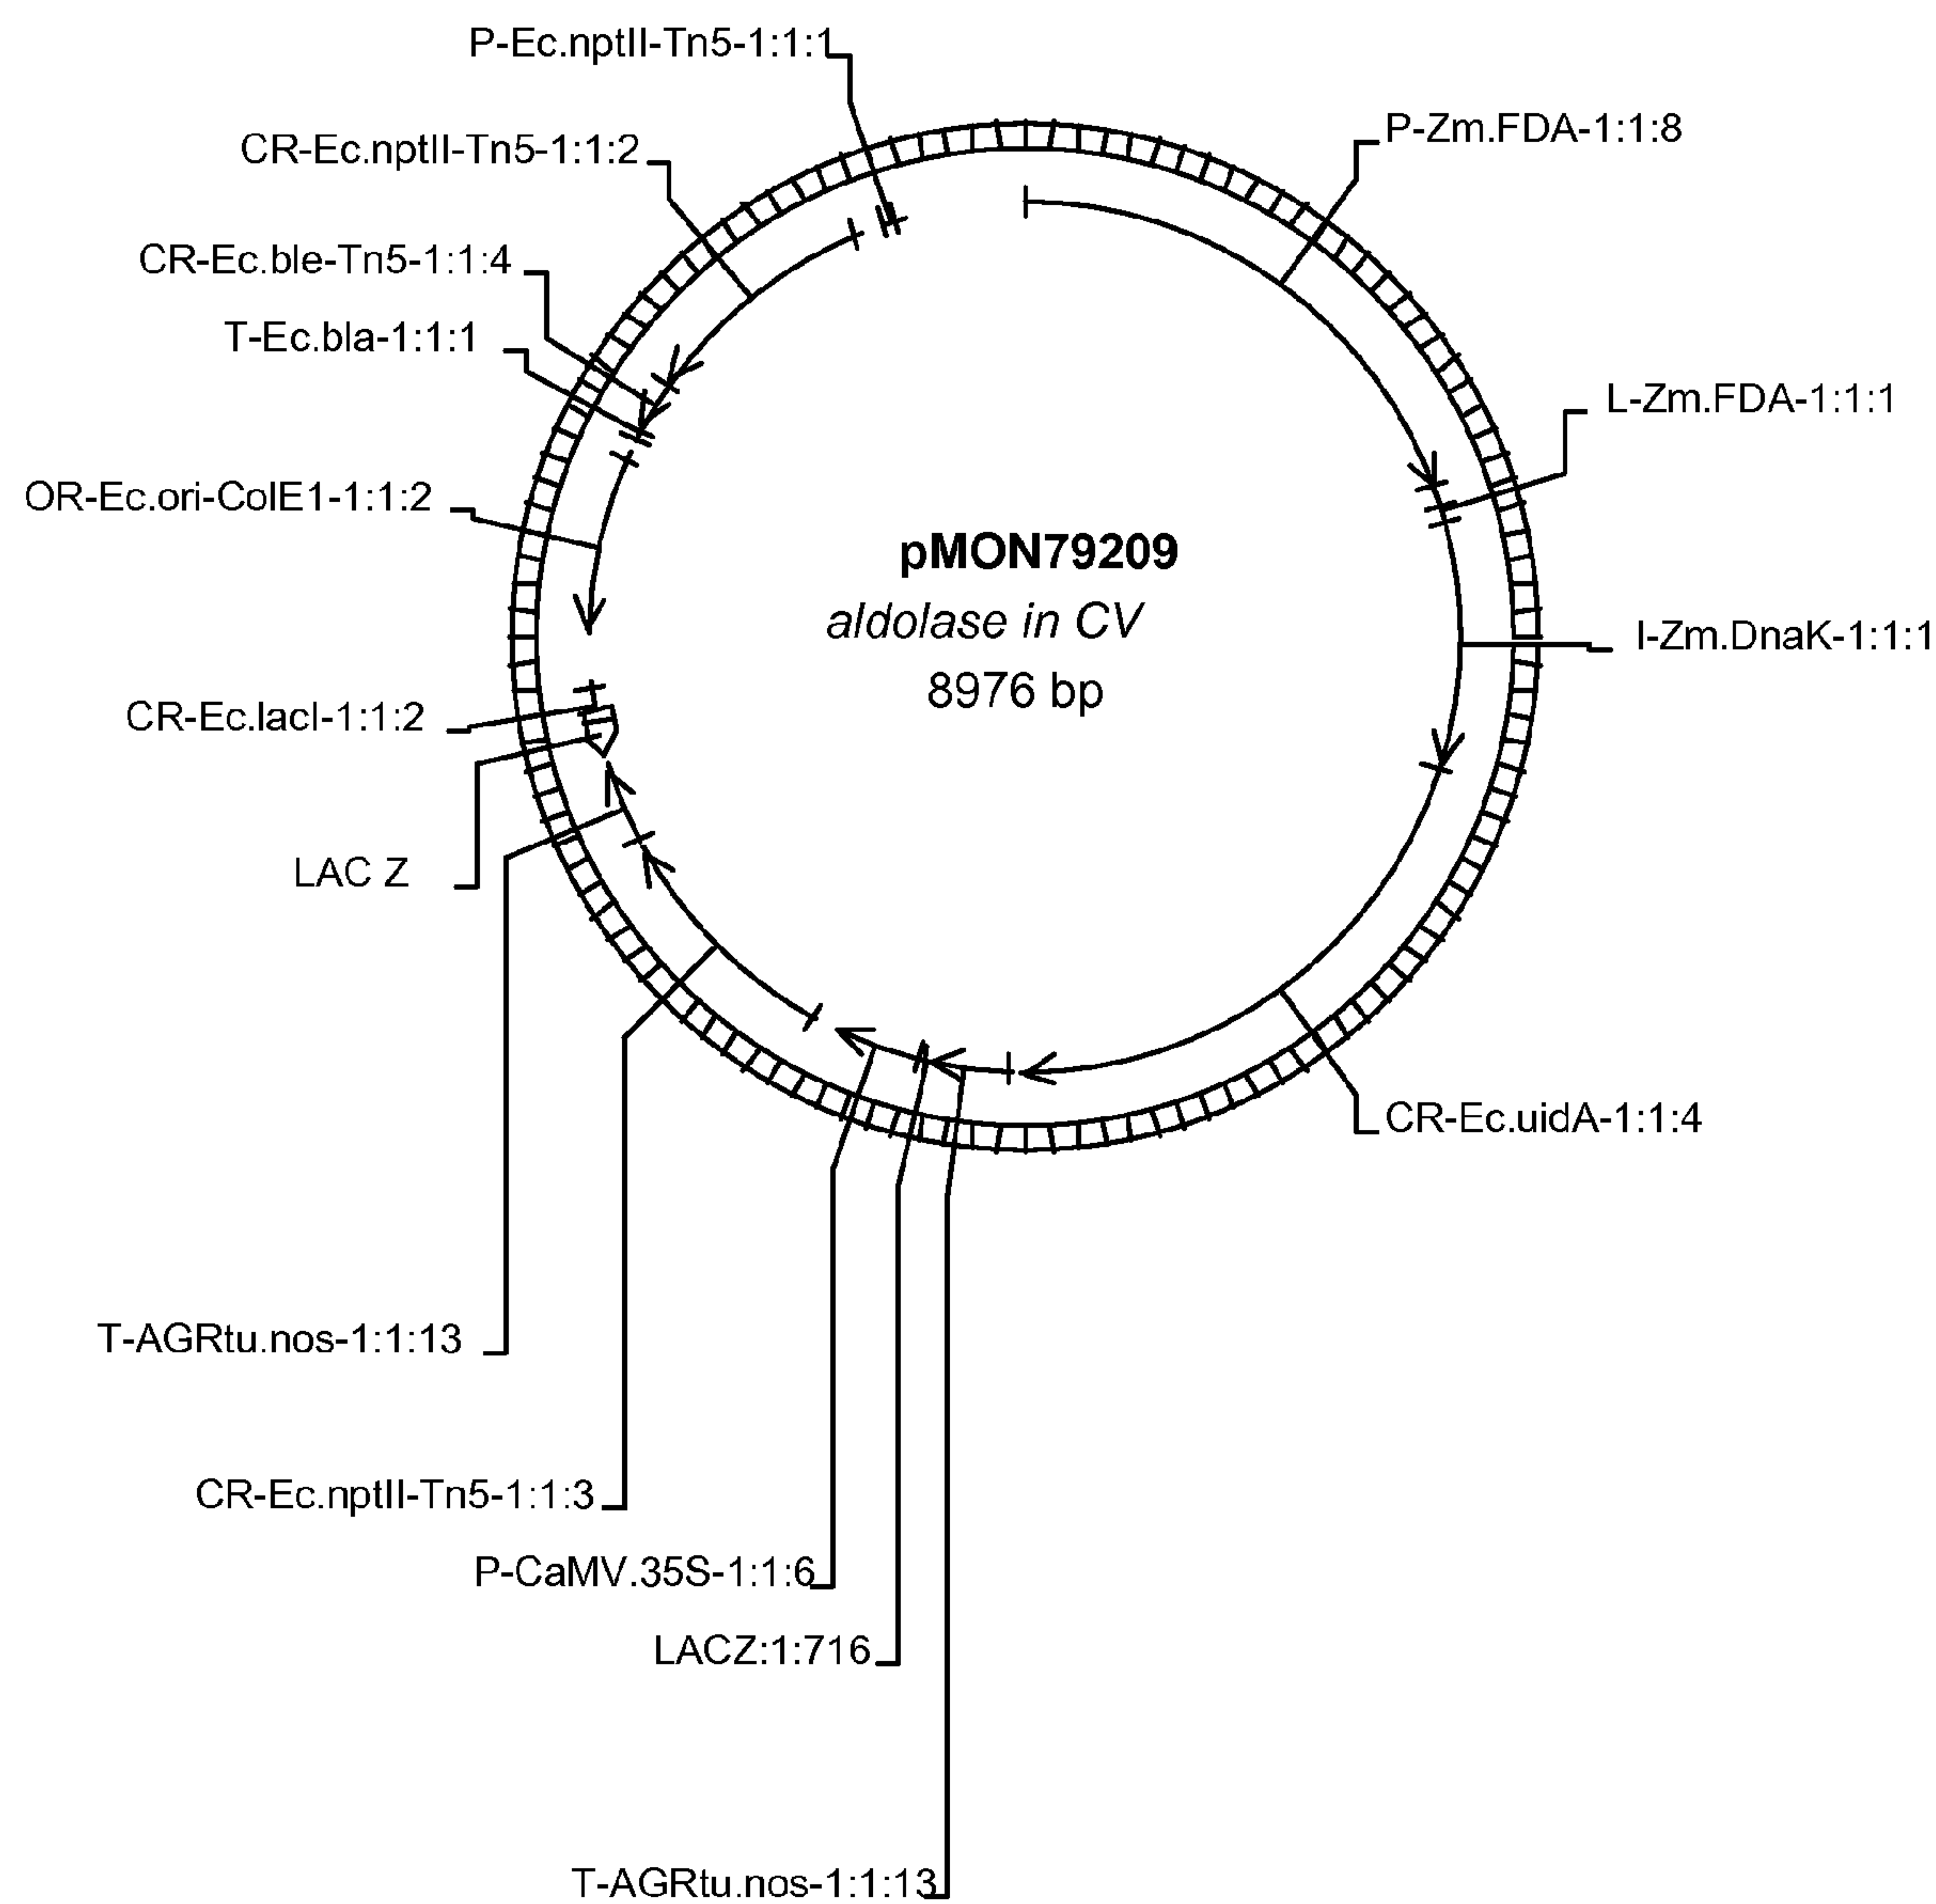 P-Ec.nptII-Tn5-1:1:1
P-Zm.FDA-1:1:8
CR-Ec.nptII-Tn5-1:1:2
CR-Ec.ble-Tn5-1:1:4
T-Ec.bla-1:1:1
L-Zm.FDA-1:1:1
OR-Ec.ori-ColE1-1:1:2
pMON79209
aldolase in CV
8976 bp
I-Zm.DnaK-1:1:1
CR-Ec.lacI-1:1:2
LAC Z
CR-Ec.uidA-1:1:4
T-AGRtu.nos-1:1:13
CR-Ec.nptII-Tn5-1:1:3
P-CaMV.35S-1:1:6
LACZ:1:716
T-AGRtu.nos-1:1:13